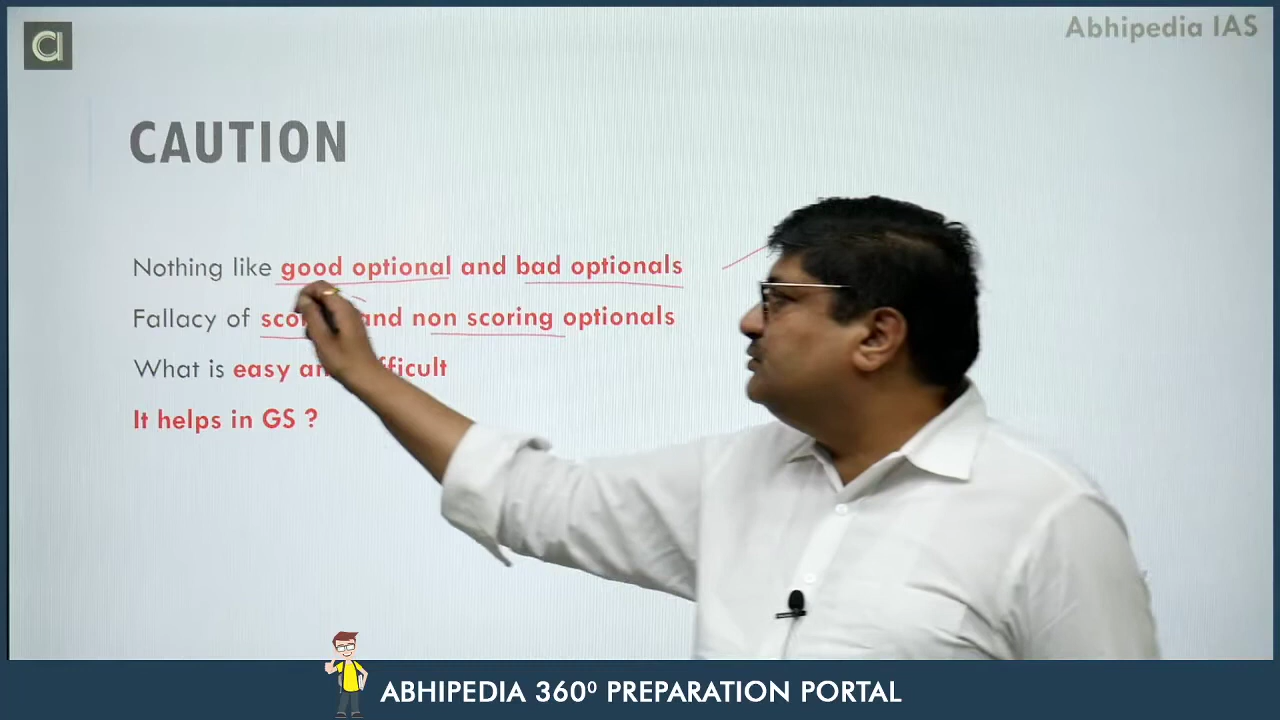 Abhipedia IAS
CAUTION
Nothing like good optional and bad optionals
Fallacy of and non scoring optionals
What is easy
It helps in GS ?
ABHIPEDIA 360⁰ PREPARATION PORTAL